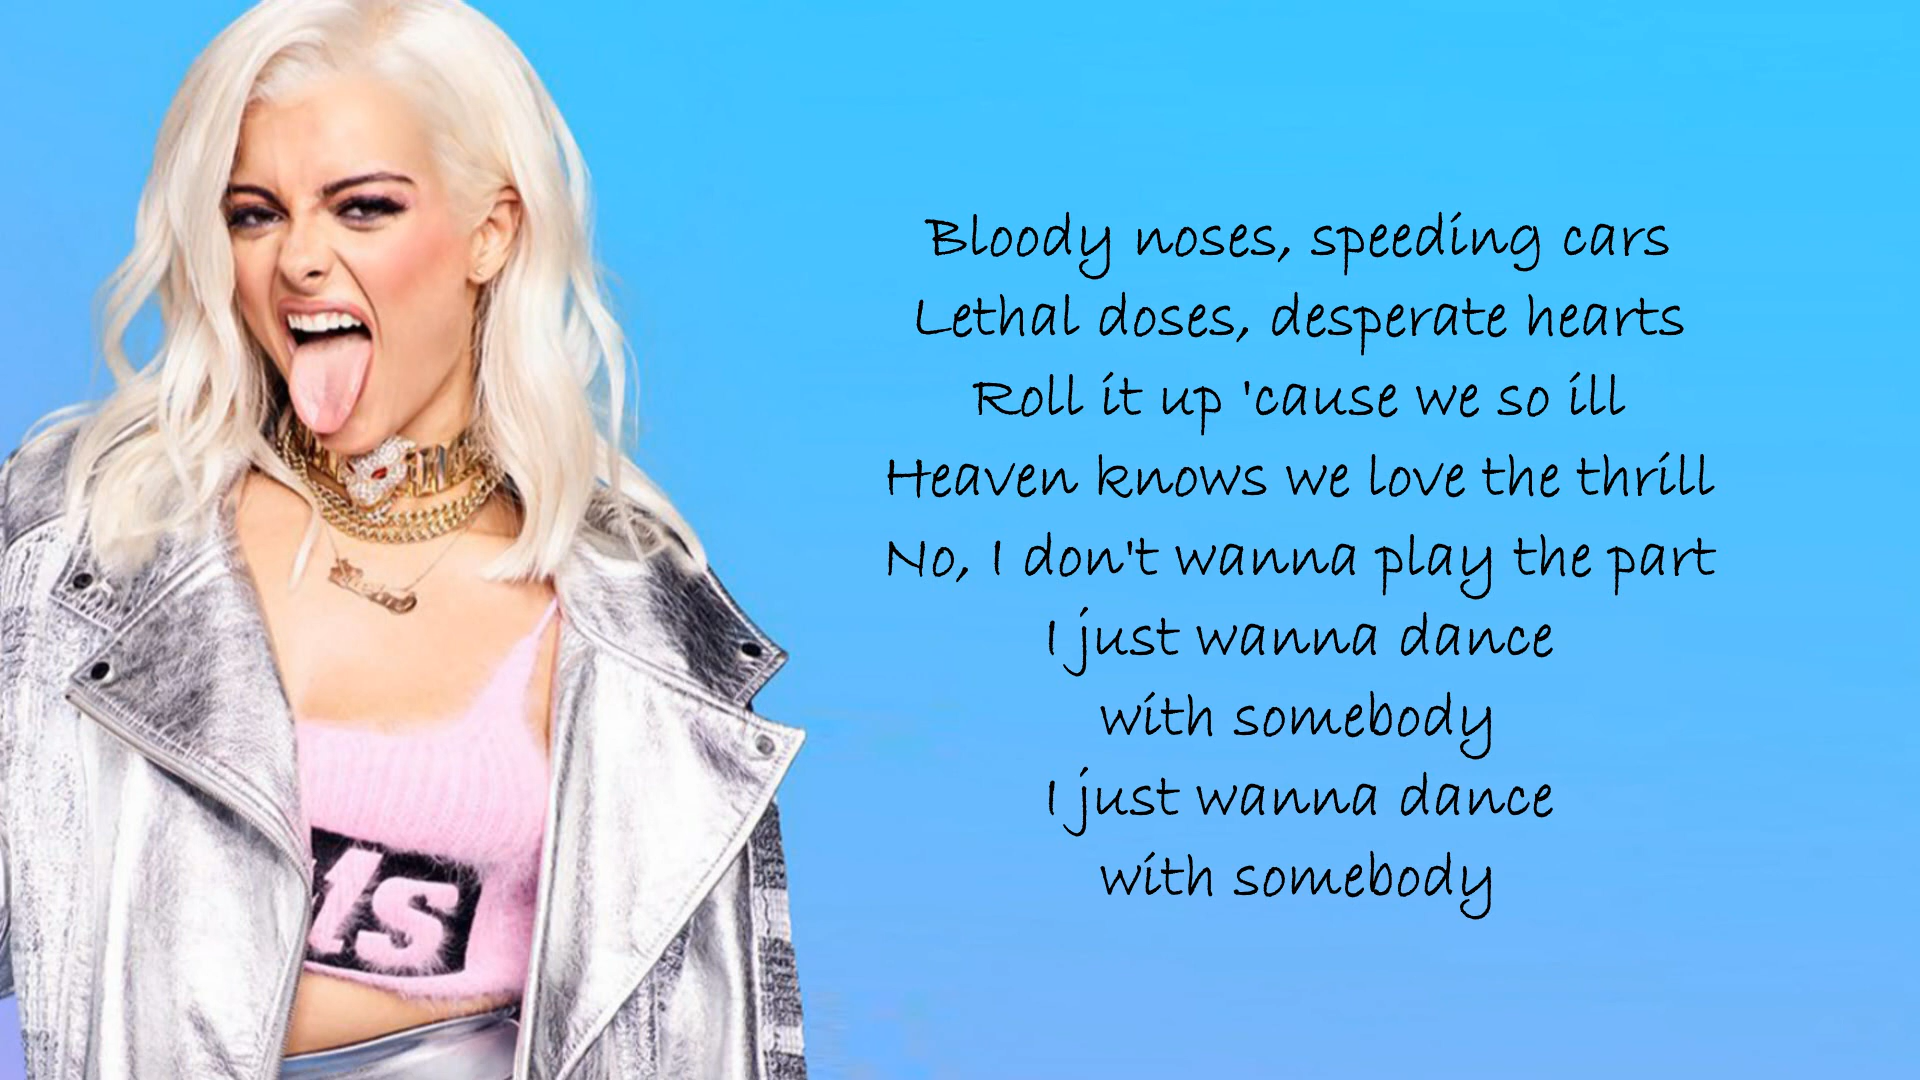 Bloody noses, speeding cars
Lethal doses, desperate hearts
Roll it up 'cause we so ill
Heaven knows we love the thrill
No, I don't wanna play the part
I just wanna dance
with somebody
I just wanna dance
with somebody